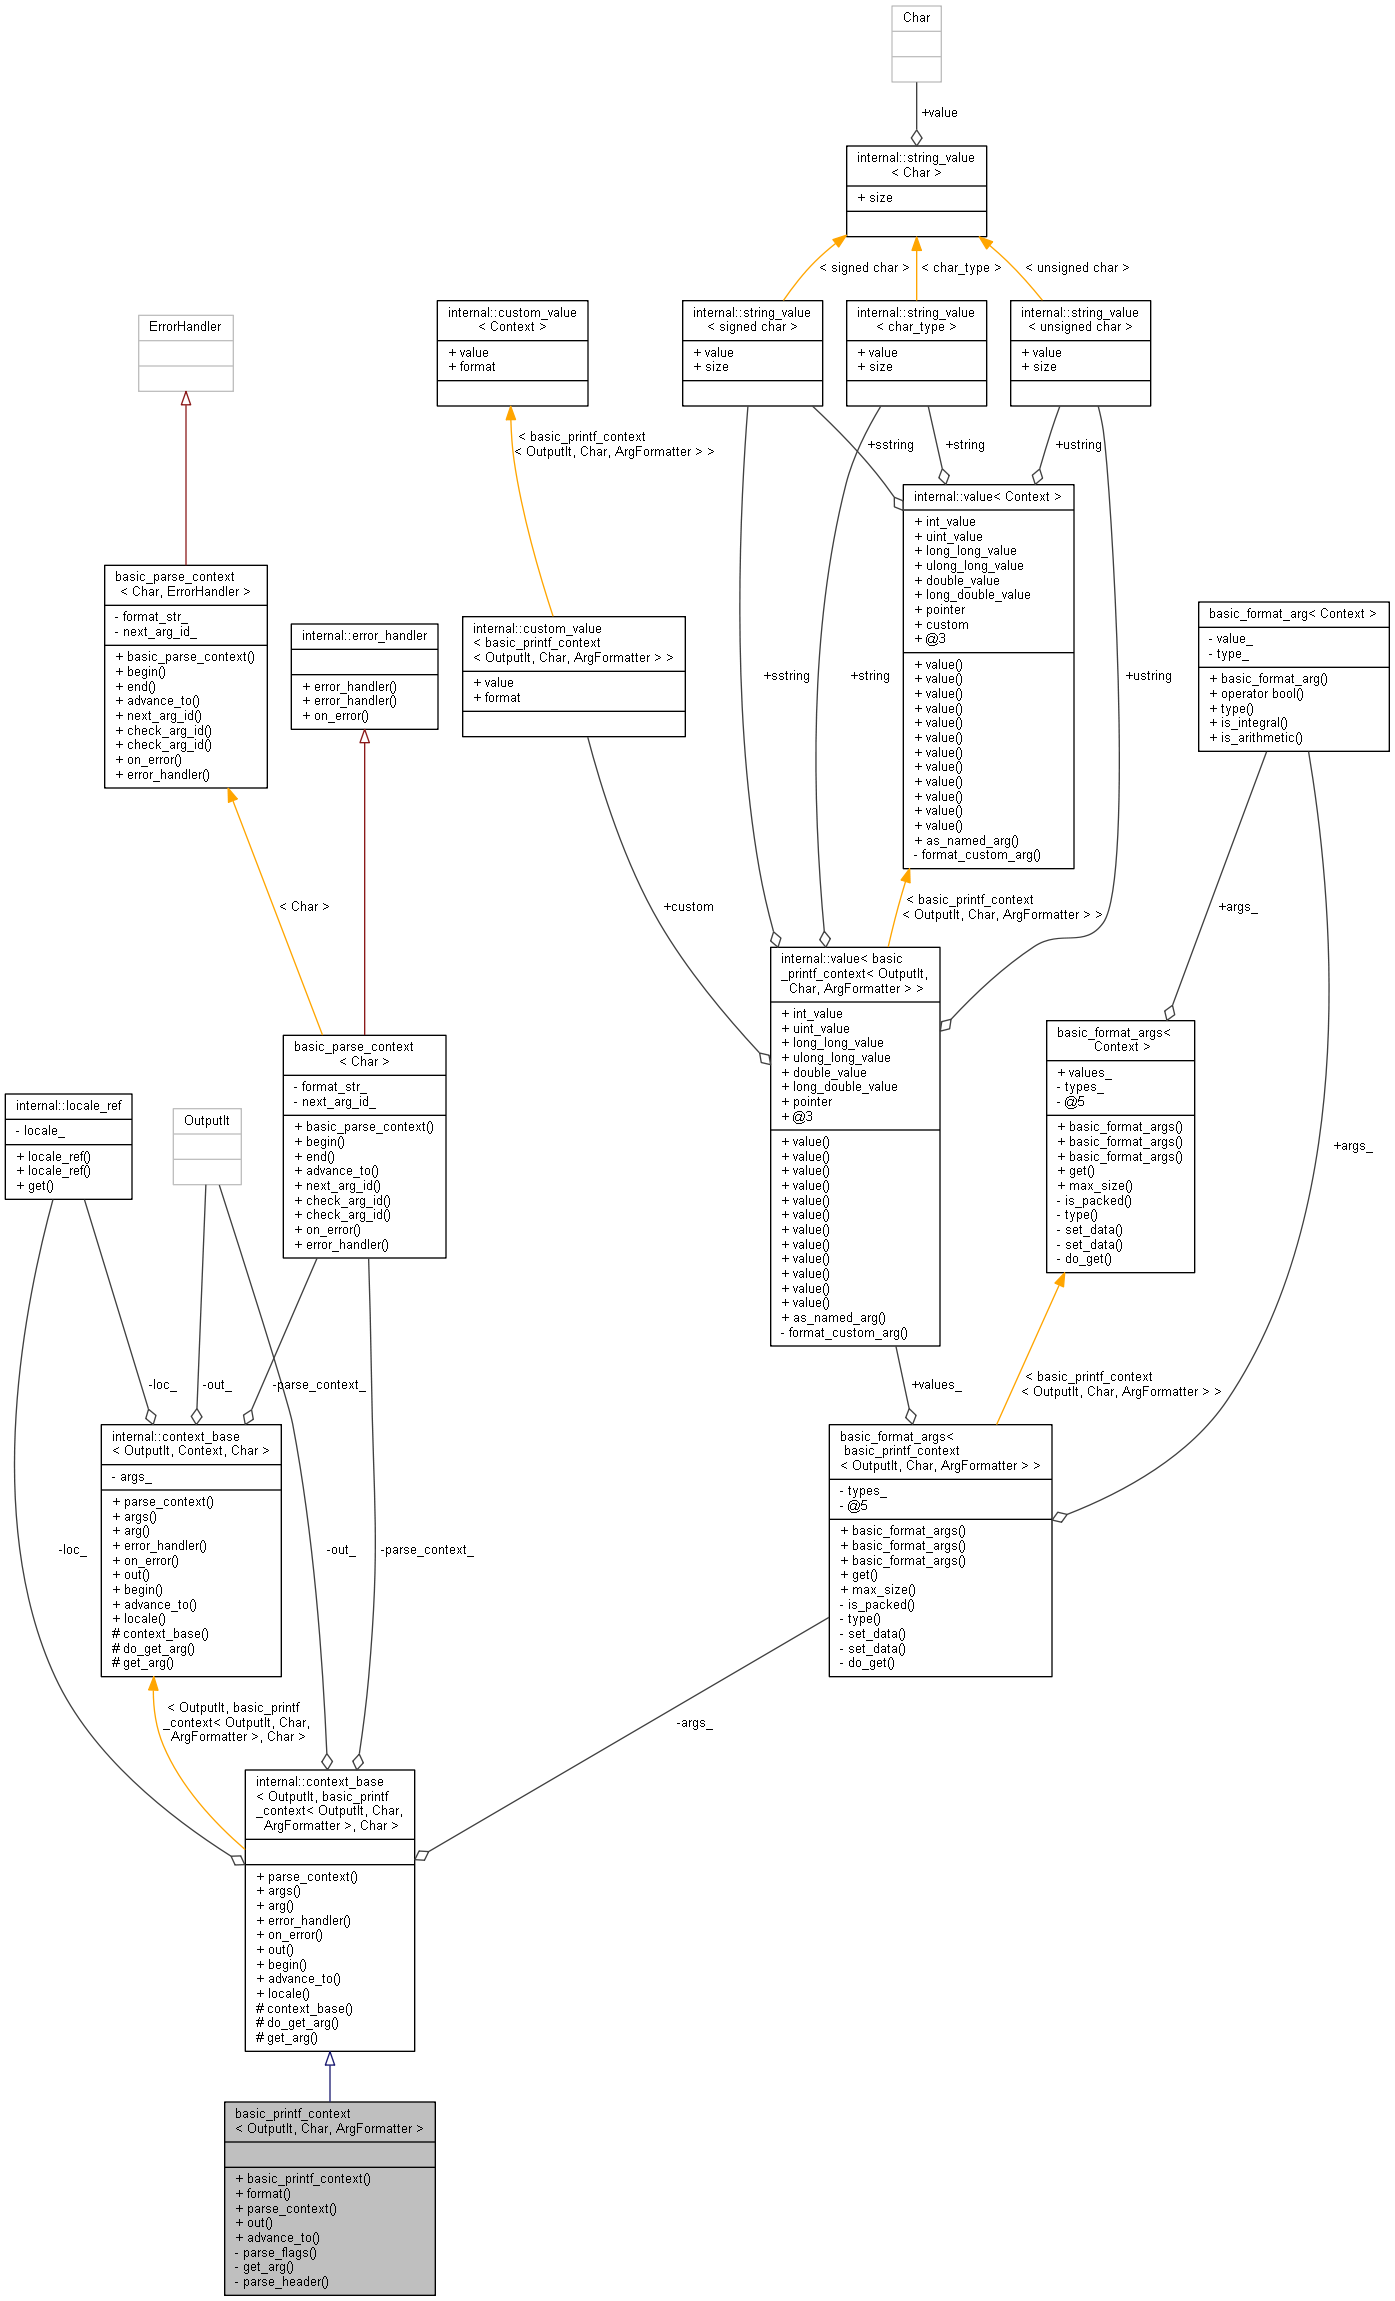 Char
+value
internal::string_value
< Char >
+ size
< signed char >
< char_type >
< unsigned char >
internal::custom_value
< Context >
+ value
+ format
internal::string_value
< signed char >
+ value
+ size
internal::string_value
< char_type >
+ value
+ size
internal::string_value
< unsigned char >
+ value
+ size
ErrorHandler
< basic_printf_context
< OutputIt, Char, ArgFormatter > >
+sstring
+string
+ustring
internal::value< Context >
+ int_value
+ uint_value
+ long_long_value
+ ulong_long_value
+ double_value
+ long_double_value
+ pointer
+ custom
+ @3
+ value()
+ value()
+ value()
+ value()
+ value()
+ value()
+ value()
+ value()
+ value()
+ value()
+ value()
+ value()
+ as_named_arg()
- format_custom_arg()
basic_parse_context
< Char, ErrorHandler >
- format_str_
- next_arg_id_
+ basic_parse_context()
+ begin()
+ end()
+ advance_to()
+ next_arg_id()
+ check_arg_id()
+ check_arg_id()
+ on_error()
+ error_handler()
internal::error_handler
+ error_handler()
+ error_handler()
+ on_error()
internal::custom_value
< basic_printf_context
< OutputIt, Char, ArgFormatter > >
+ value
+ format
+sstring
+string
+ustring
basic_format_arg< Context >
- value_
- type_
+ basic_format_arg()
+ operator bool()
+ type()
+ is_integral()
+ is_arithmetic()
< Char >
+custom
< basic_printf_context
< OutputIt, Char, ArgFormatter > >
+args_
internal::value< basic
_printf_context< OutputIt,
Char, ArgFormatter > >
+ int_value
+ uint_value
+ long_long_value
+ ulong_long_value
+ double_value
+ long_double_value
+ pointer
+ @3
+ value()
+ value()
+ value()
+ value()
+ value()
+ value()
+ value()
+ value()
+ value()
+ value()
+ value()
+ value()
+ as_named_arg()
- format_custom_arg()
basic_format_args<
Context >
+ values_
- types_
- @5
+ basic_format_args()
+ basic_format_args()
+ basic_format_args()
+ get()
+ max_size()
- is_packed()
- type()
- set_data()
- set_data()
- do_get()
+args_
basic_parse_context
< Char >
- format_str_
- next_arg_id_
+ basic_parse_context()
+ begin()
+ end()
+ advance_to()
+ next_arg_id()
+ check_arg_id()
+ check_arg_id()
+ on_error()
+ error_handler()
internal::locale_ref
- locale_
+ locale_ref()
+ locale_ref()
+ get()
OutputIt
-loc_
-out_
-parse_context_
+values_
< basic_printf_context
< OutputIt, Char, ArgFormatter > >
internal::context_base
< OutputIt, Context, Char >
- args_
+ parse_context()
+ args()
+ arg()
+ error_handler()
+ on_error()
+ out()
+ begin()
+ advance_to()
+ locale()
# context_base()
# do_get_arg()
# get_arg()
basic_format_args<
basic_printf_context
< OutputIt, Char, ArgFormatter > >
- types_
- @5
+ basic_format_args()
+ basic_format_args()
+ basic_format_args()
+ get()
+ max_size()
- is_packed()
- type()
- set_data()
- set_data()
- do_get()
-loc_
-out_
-parse_context_
< OutputIt, basic_printf
_context< OutputIt, Char,
ArgFormatter >, Char >
-args_
internal::context_base
< OutputIt, basic_printf
_context< OutputIt, Char,
ArgFormatter >, Char >
+ parse_context()
+ args()
+ arg()
+ error_handler()
+ on_error()
+ out()
+ begin()
+ advance_to()
+ locale()
# context_base()
# do_get_arg()
# get_arg()
basic_printf_context
< OutputIt, Char, ArgFormatter >
+ basic_printf_context()
+ format()
+ parse_context()
+ out()
+ advance_to()
- parse_flags()
- get_arg()
- parse_header()